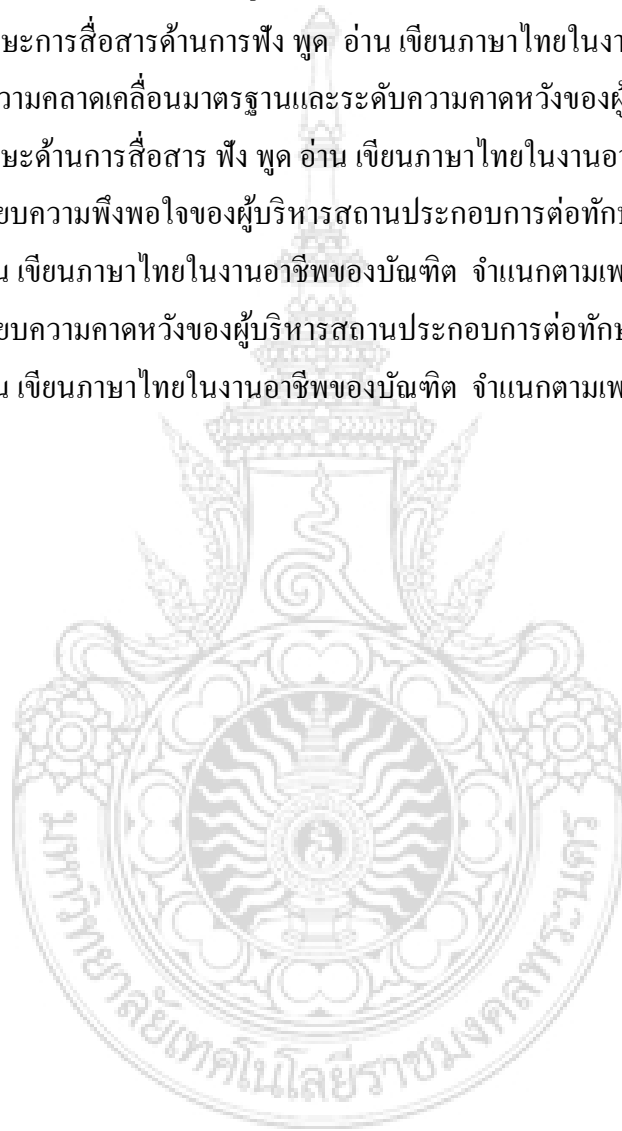 ษะการสื่อสารด้านการฟัง พูด อ่าน เขียนภาษาไทยในงา
วามคลาดเคลื่อนมาตรฐานและระดับความคาดหวังของผู้
ษะด้านการสื่อสาร ฟัง พูด อ่าน เขียนภาษาไทยในงานอา
ยบความพึงพอใจของผู้บริหารสถานประกอบการต่อทัก
น เขียนภาษาไทยในงานอาชีพของบัณฑิต จำแนกตามเพ
ยบความคาดหวังของผู้บริหารสถานประกอบการต่อทักษ
น เขียนภาษาไทยในงานอาชีพของบัณฑิต จำแนกตามเพ
มหาวิทยาลัยเทคโนโลยีราชมงคลพระนคร